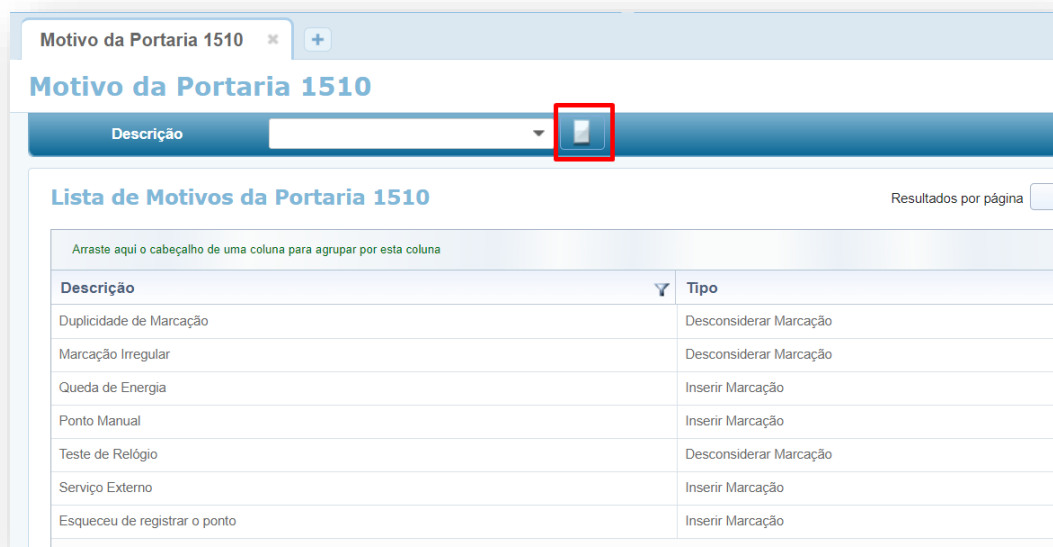 Motivo da Portaria 1510
Motivo da Portaria 1510
Descrição
Lista de Motivos da Portaria 1510
Resultados por página
Arraste aqui o cabeçalho de uma coluna para agrupar por esta coluna
Descrição Tipo
Duplicidade de Marcação Desconsiderar Marcação
Marcação Irregular Desconsiderar Marcação
Queda de Energia Inserir Marcação
Ponto Manual Inserir Marcação
Teste de Relógio Desconsiderar Marcação
Serviço Externo Inserir Marcação
Esqueceu de registrar o ponto Inserir Marcação